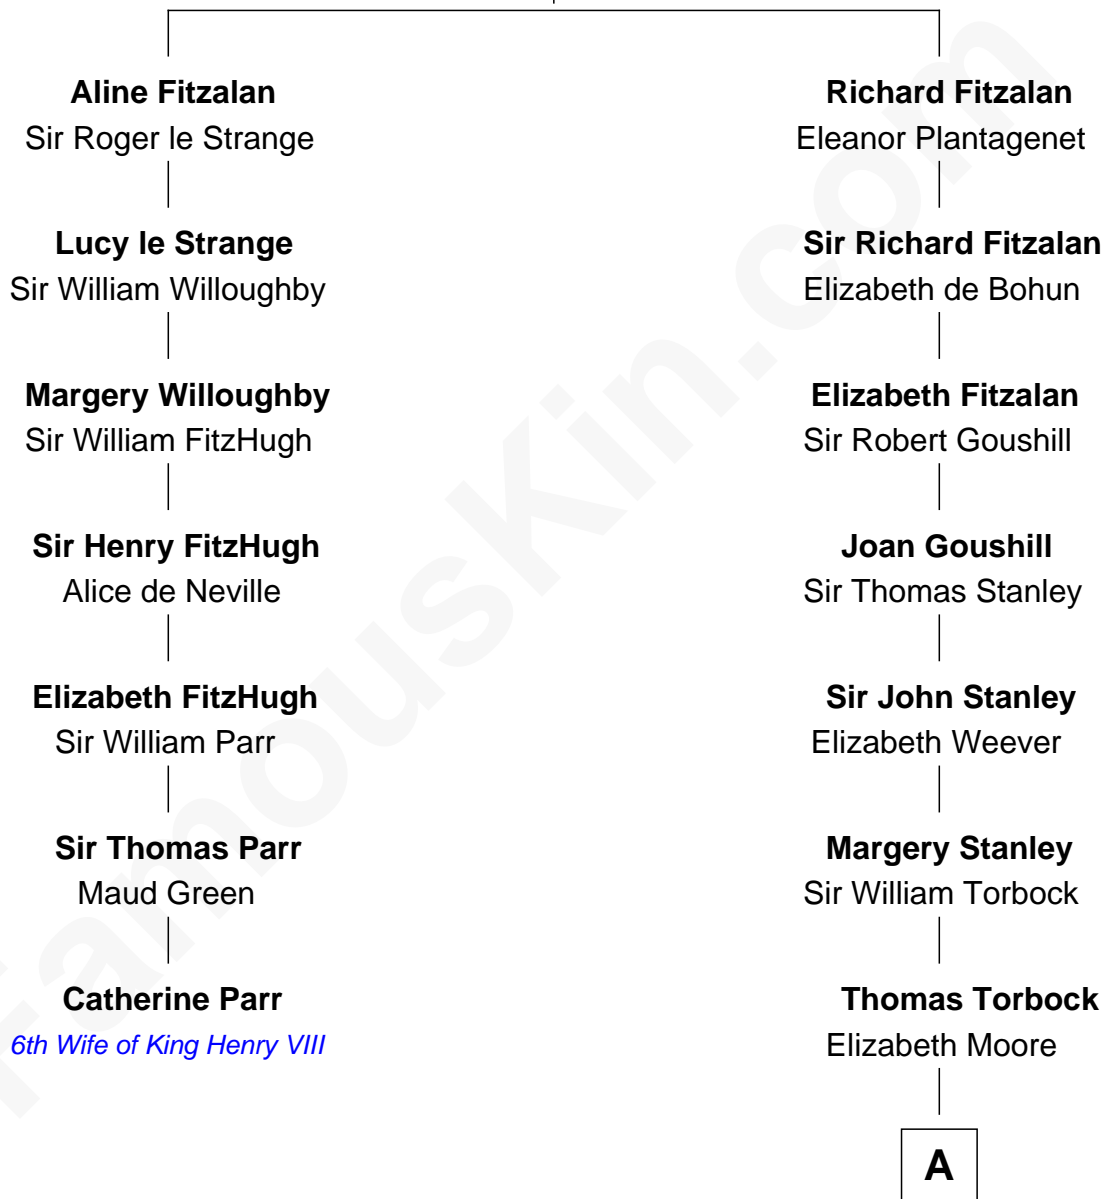 Aline Fitzalan
Sir Roger le Strange
Richard Fitzalan
Eleanor Plantagenet
Lucy le Strange
Sir William Willoughby
Sir Richard Fitzalan
Elizabeth de Bohun
Margery Willoughby
Sir William FitzHugh
Elizabeth Fitzalan
Sir Robert Goushill
Sir Henry FitzHugh
Alice de Neville
Joan Goushill
Sir Thomas Stanley
Elizabeth FitzHugh
Sir William Parr
Sir John Stanley
Elizabeth Weever
Sir Thomas Parr
Maud Green
Margery Stanley
Sir William Torbock
Catherine Parr
6th Wife of King Henry VIII
Thomas Torbock
Elizabeth Moore
A
FamousKin.com